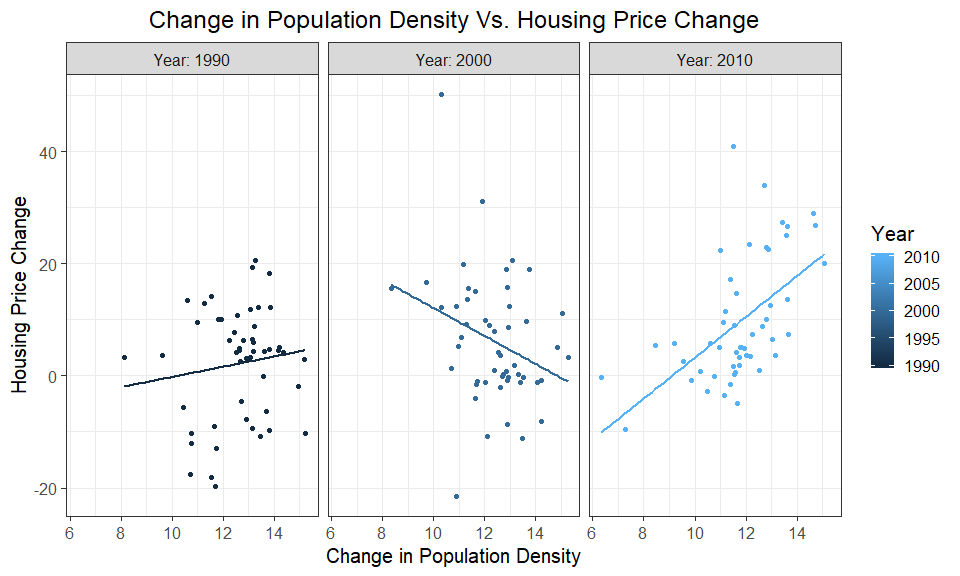 Change in Population Density Vs. Housing Price Change
Year: 1990
Year: 2000
Year: 2010
Housing Price Change
40
20
0
-20
6 8 10 12 14
6 8 10 12 14
6 8 10 12 14
Change in Population Density
Year
2010
2005
2000
1995
1990